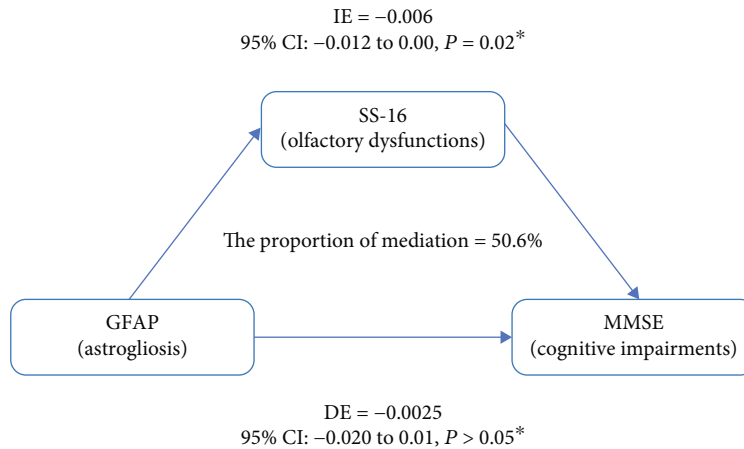 IE = −0.006
95% CI: −0.012 to 0.00, P = 0.02*
SS-16
(olfactory dysfunctions)
The proportion of mediation = 50.6%
GFAP
(astrogliosis)
MMSE
(cognitive impairments)
DE = −0.0025
95% CI: −0.020 to 0.01, P > 0.05*